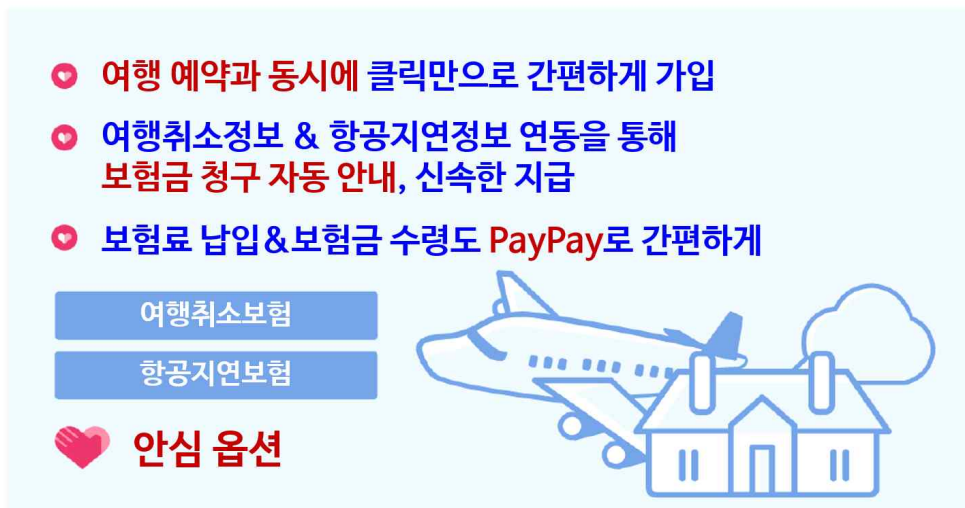 여행 예약과 동시에 클릭만으로 간편하게 가입
여행취소정보 & 항공지연정보 연동을 통해
보험금 청구 자동 안내, 신속한 지급
보험료 납입&보험금 수령도 PayPay로 간편하게
여행취소보험
항공지연보험
안심 옵션